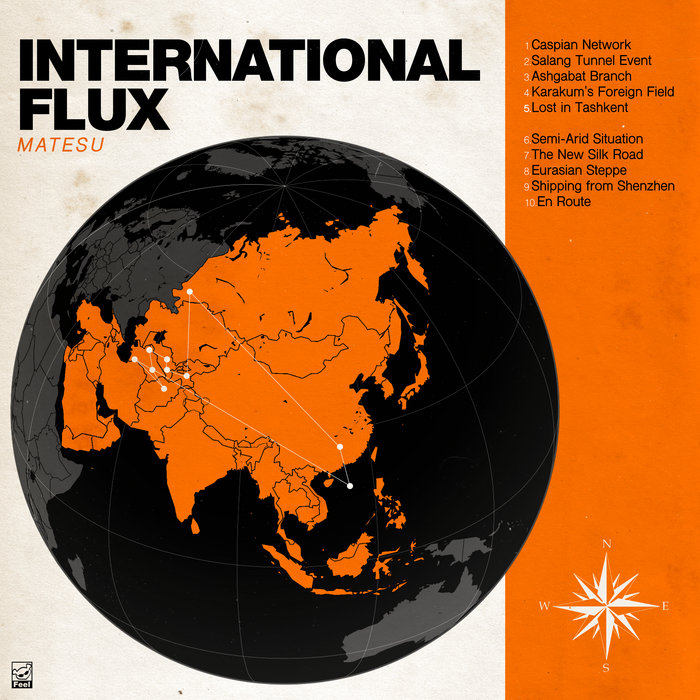 INTERNATIONAL
FLUX
MATESU
1.Caspian Network
2.Salang Tunnel Event
3.Ashgabat Branch
4.Karakum's Foreign Field
5.Lost in Tashkent
6.Semi-Arid Situation
7.The New Silk Road
8.Eurasian Steppe
9.Shipping from Shenzhen
10.En Route
N
W E
S
Feel